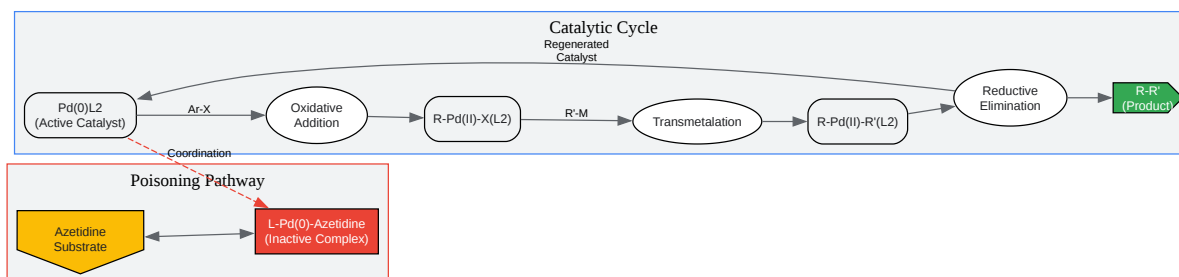 Catalytic Cycle
Regenerated
Catalyst
Pd(0)L2
(Active Catalyst)
Ar-X
Oxidative
Addition
R-Pd(II)-X(L2)
R'-M
Transmetalation
R-Pd(II)-R'(L2)
Reductive
Elimination
R-R'
(Product)
Coordination
Poisoning Pathway
Azetidine
Substrate
L-Pd(0)-Azetidine
(Inactive Complex)